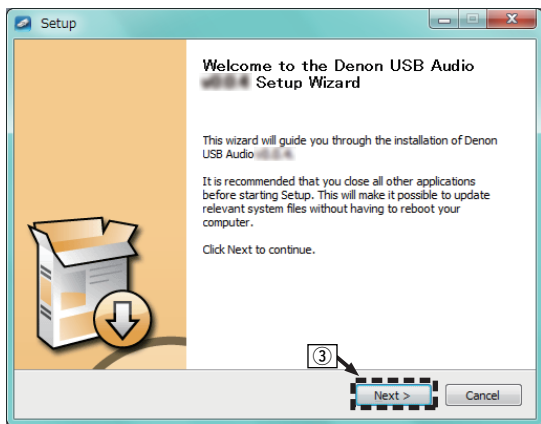 Setup
Welcome to the Denon USB Audio
Setup Wizard
This wizard will guide you through the installation of Denon
USB Audio
It is recommended that you close all other applications
before starting Setup. This will make it possible to update
relevant system files without having to reboot your
computer.
Click Next to continue.
③
Next >
Cancel